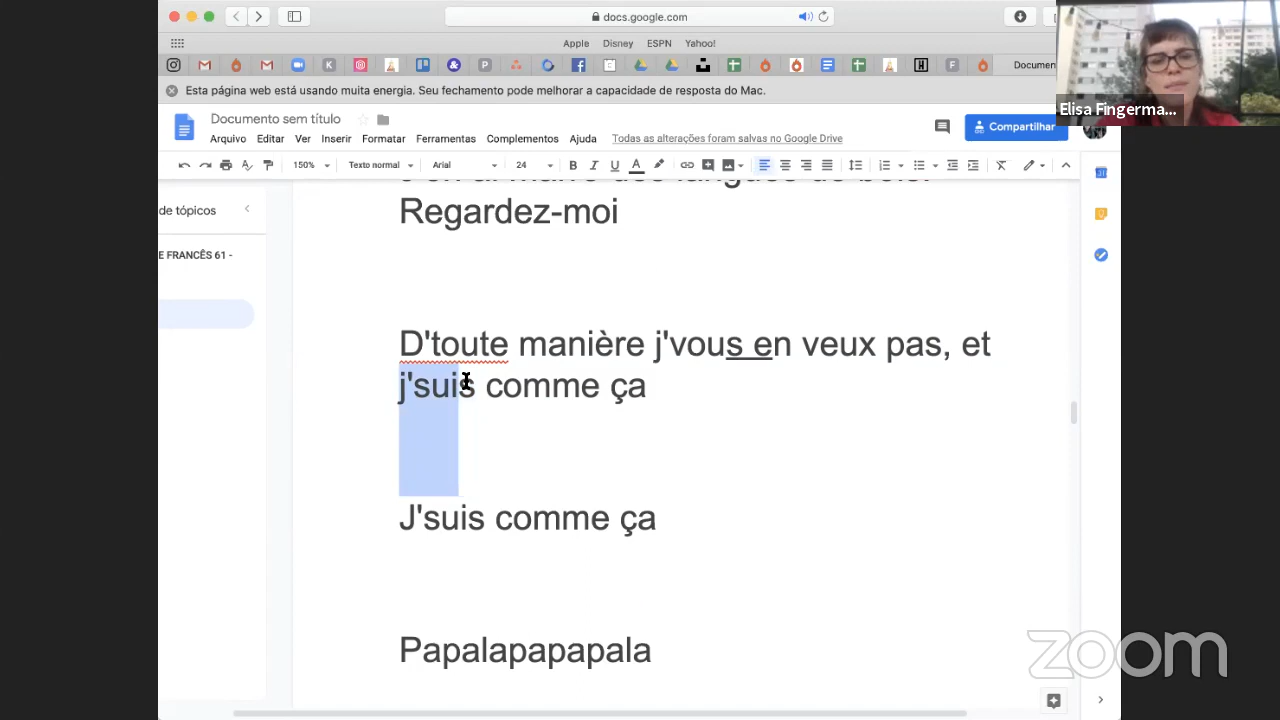 docs.google.com
Apple Disney ESPN Yahoo!
Documen
Esta página web está usando muita energia. Seu fechamento pode melhorar a capacidade de resposta do Mac.
Elisa Fingerma...
Documento sem título
Arquivo Editar Ver Inserir Formatar Ferramentas Complementos Ajuda Todas as alterações foram salvas no Google Drive
Compartilhar
150% Texto normal Arial 24
de tópicos
E FRANCÊS 61 -
Regardez-moi
D'toute manière j'vous en veux pas, et
j'suis comme ça
J'suis comme ça
Papalapapapala
zoom